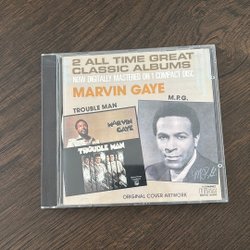 2 ALL TIME GREAT
CLASSIC ALBUMS
NOW DIGITALLY MASTERED ON 1 COMPACT DISC
MARVIN GAYE
M.P.G.
TROUBLE MAN
MARVIN
GAYE
TROUBLE MAN
M.P.G.
ORIGINAL COVER ARTWORK